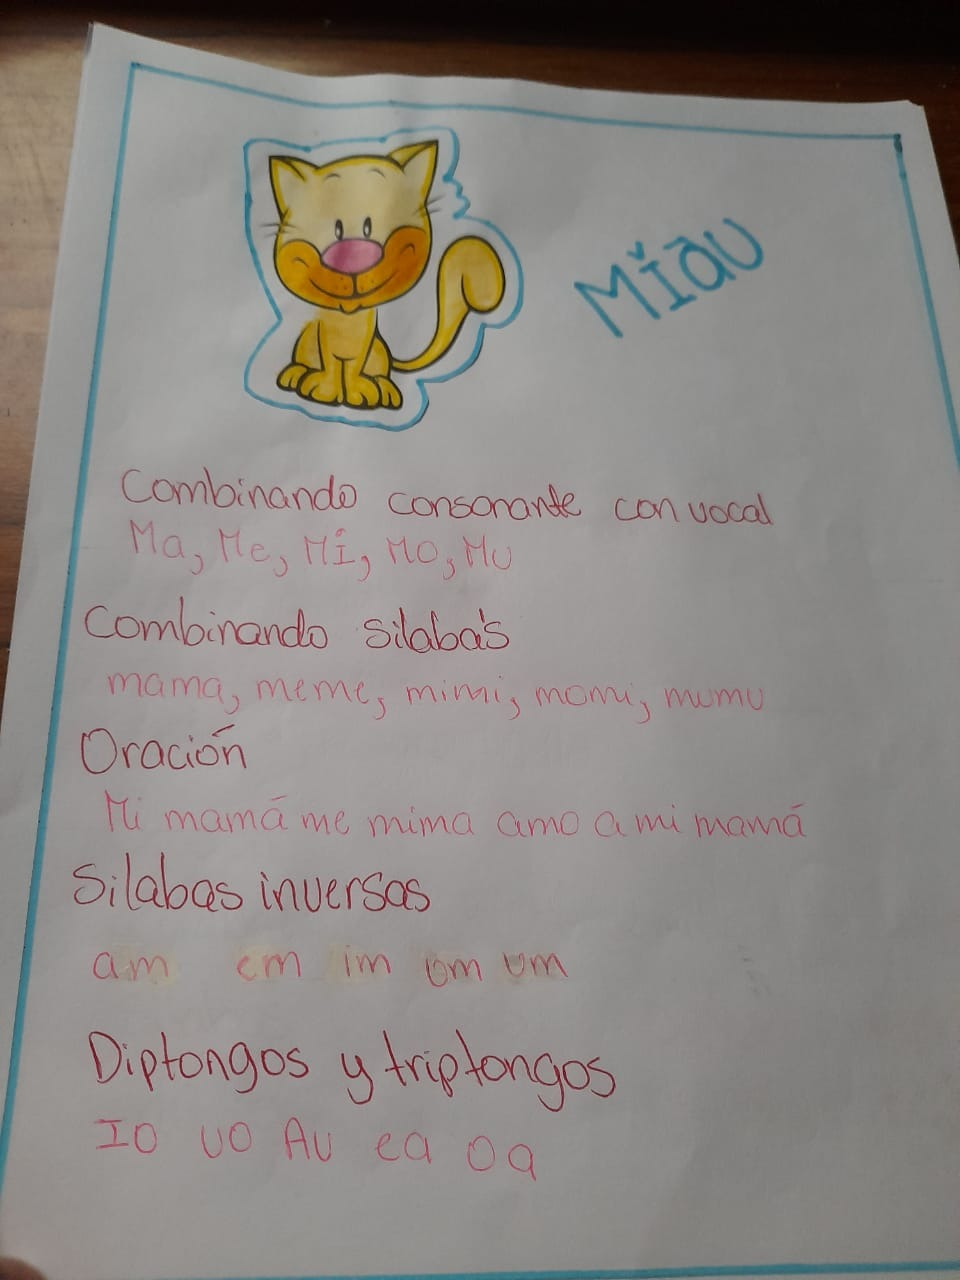 Miau
Combinando consonante con vocal
Ma, Me, Mi, Mo, Mu
Combinando silaba's
mama, meme, mimi, momi, mumu
Oración
Mi mamá me mima amo a mi mamá
Silabas inversas
am em im om um
Diptongos y triptongos
IO UO AU ea Oa